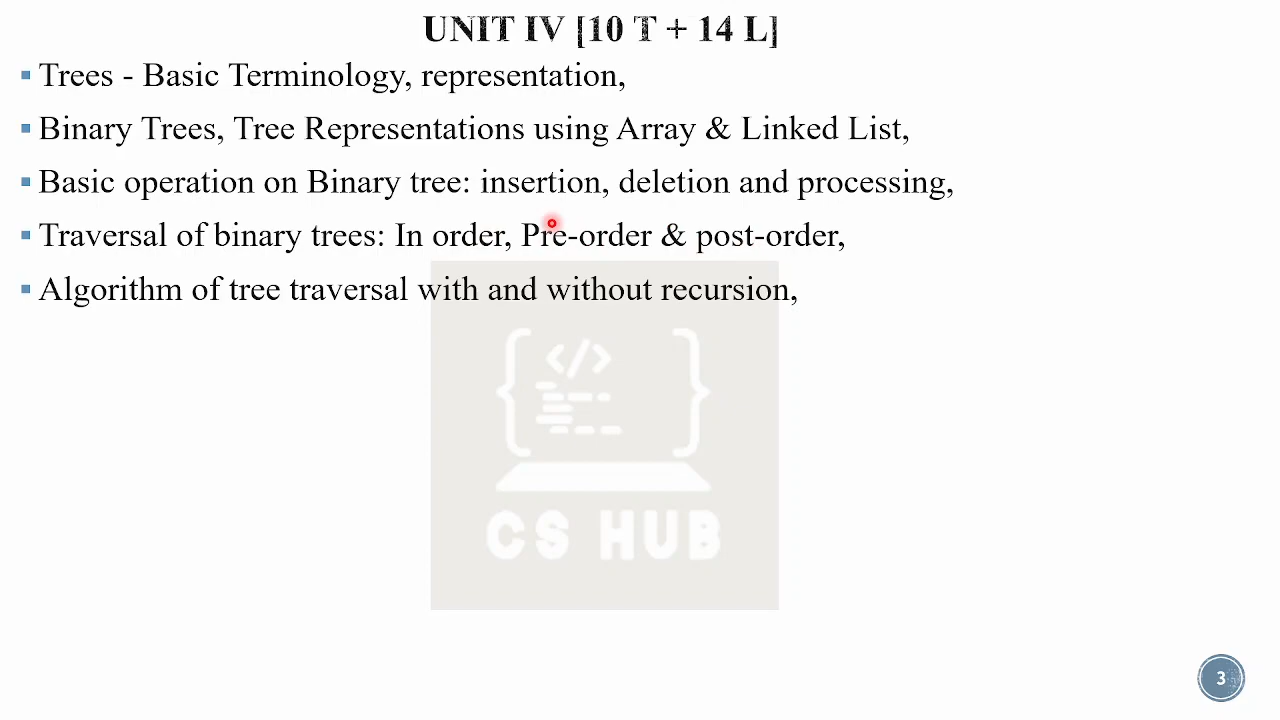 UNIT IV [10 T + 14 L]
Trees - Basic Terminology, representation,
Binary Trees, Tree Representations using Array & Linked List,
Basic operation on Binary tree: insertion, deletion and processing,
Traversal of binary trees: In order, Pre-order & post-order,
Algorithm of tree traversal with and without recursion,
</>
CS HUB
3